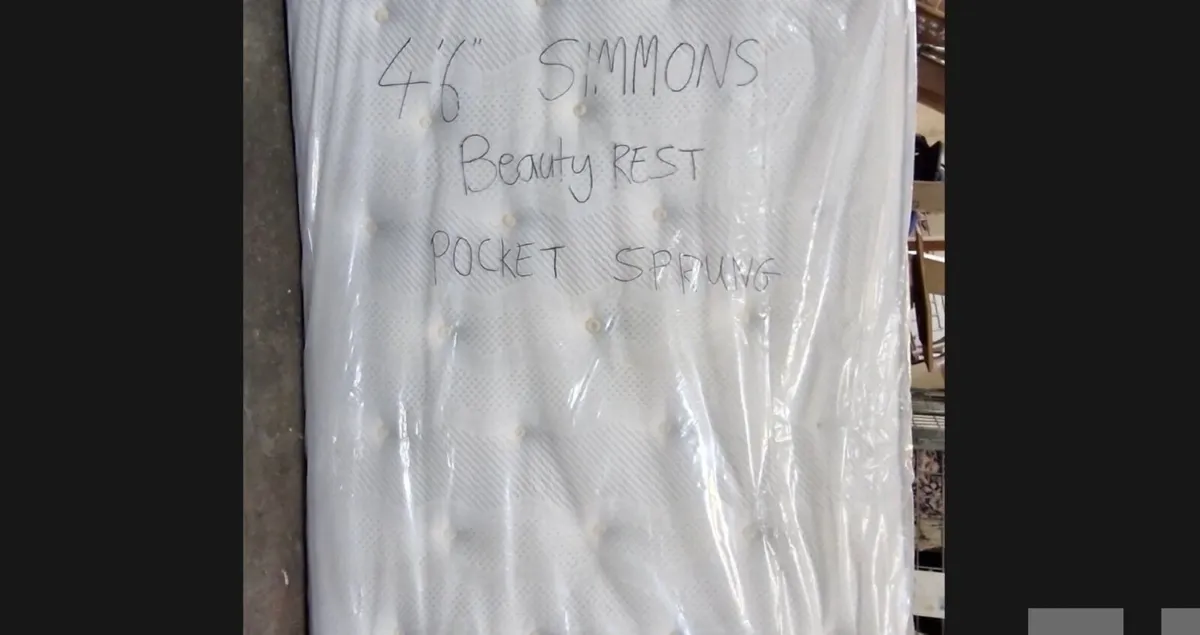 4'6" SIMMONS
Beauty REST
POCKET SPRUNG